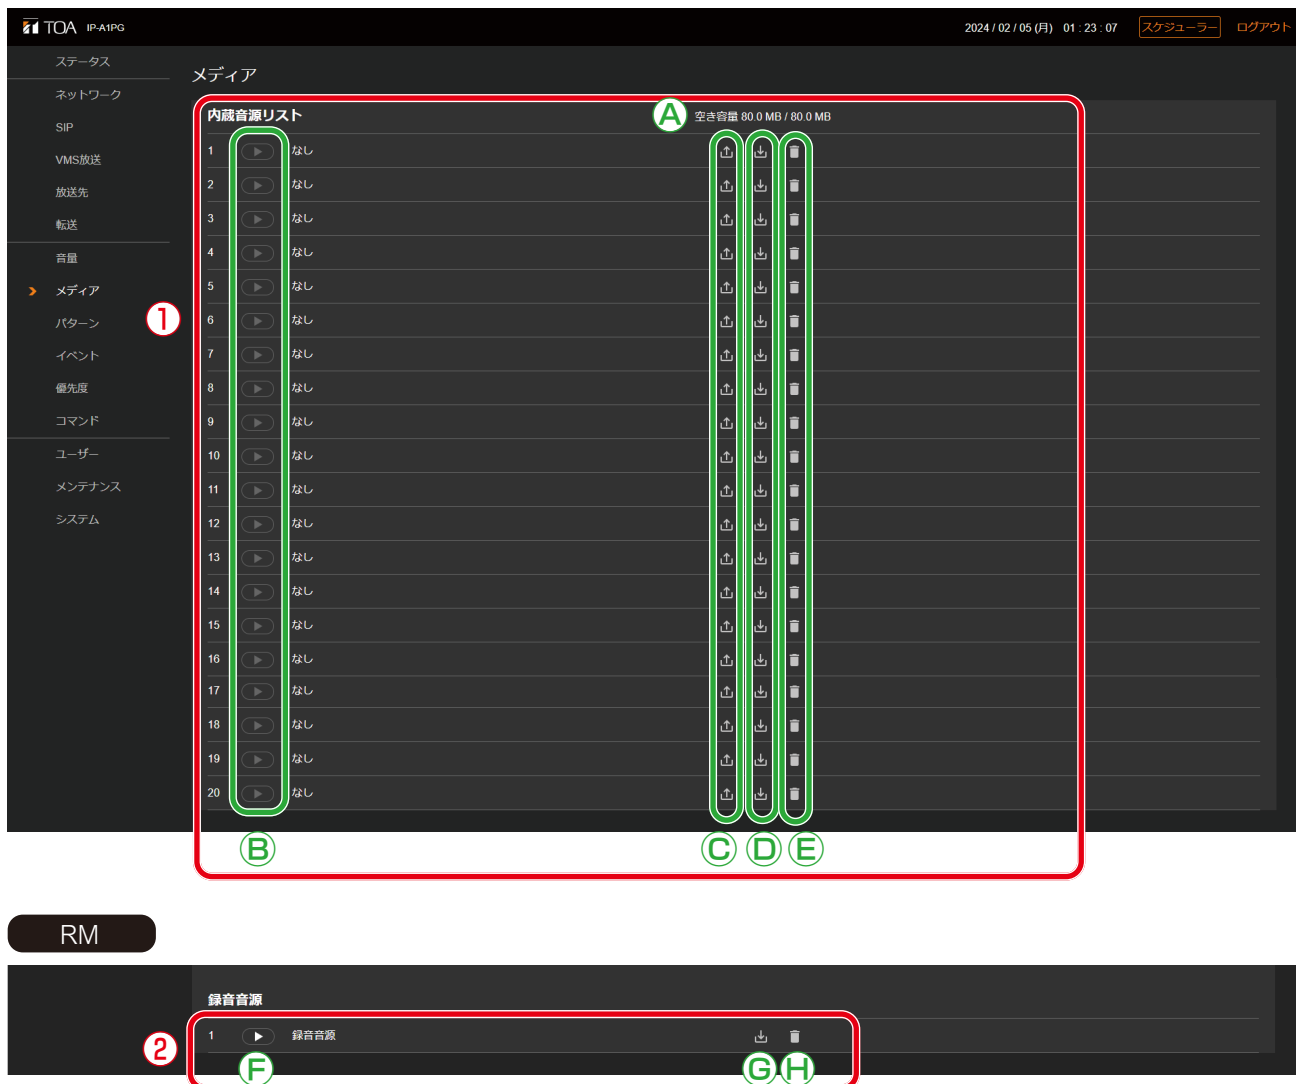 TOA IP-A1PG 2024 / 02 / 05 (月) 01 : 23 : 07 スケジューラー ログアウト
ステータス
ネットワーク
SIP
VMS放送
放送先
転送
音量
メディア
パターン
イベント
優先度
コマンド
ユーザー
メンテナンス
システム
メディア
内蔵音源リスト A 空き容量 80.0 MB / 80.0 MB
1 なし
2 なし
3 なし
4 なし
5 なし
6 なし
7 なし
8 なし
9 なし
10 なし
11 なし
12 なし
13 なし
14 なし
15 なし
16 なし
17 なし
18 なし
19 なし
20 なし
1
B C D E
RM
録音音源
1 録音音源
2
F G H